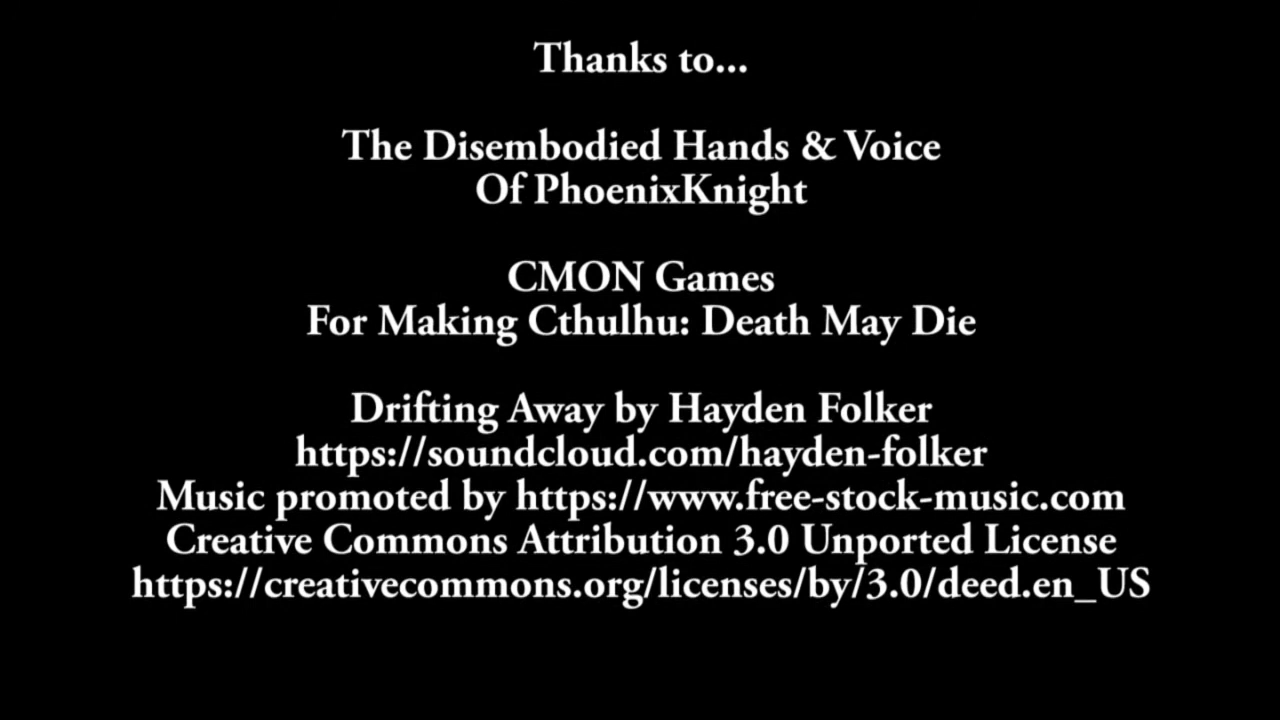 Thanks to...
The Disembodied Hands & Voice
Of PhoenixKnight
CMON Games
For Making Cthulhu: Death May Die
Drifting Away by Hayden Folker
https://soundcloud.com/hayden-folker
Music promoted by https://www.free-stock-music.com
Creative Commons Attribution 3.0 Unported License
https://creativecommons.org/licenses/by/3.0/deed.en_US